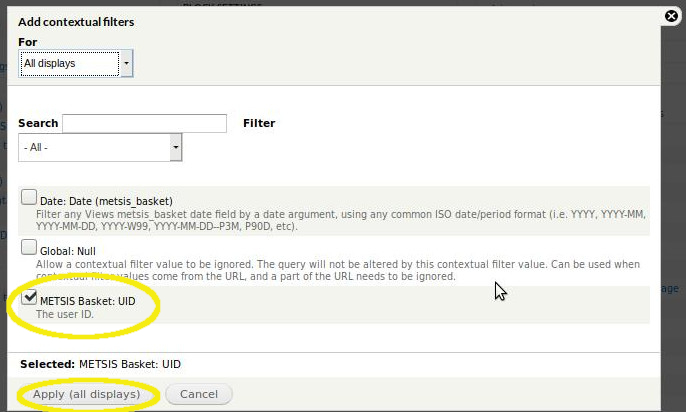 Add contextual filters
For
All displays
Search
Filter
- All -
Date: Date (metsis_basket)
Filter any Views metsis_basket date field by a date argument, using any common ISO date/period format (i.e. YYYY, YYYY-MM,
YYYY-MM-DD, YYYY-W99, YYYY-MM-DD--P3M, P90D, etc).
Global: Null
Allow a contextual filter value to be ignored. The query will not be altered by this contextual filter value. Can be used when
contextual filter values come from the URL, and a part of the URL needs to be ignored.
METSIS Basket: UID
The user ID.
Selected: METSIS Basket: UID
Apply (all displays)
Cancel